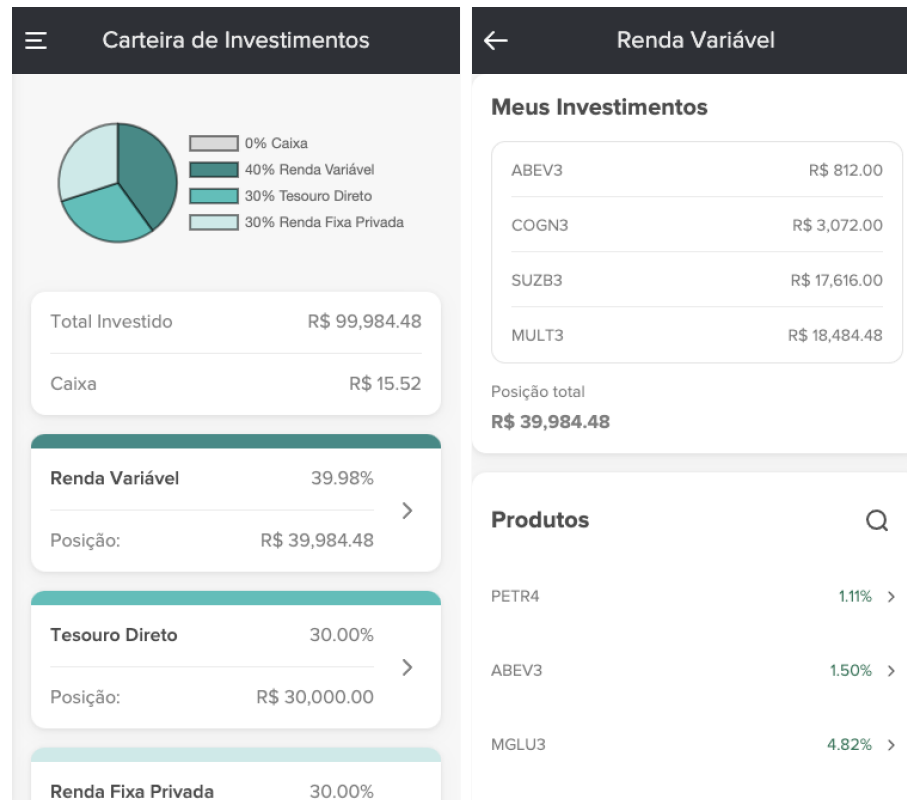 Carteira de Investimentos
0% Caixa
40% Renda Variável
30% Tesouro Direto
30% Renda Fixa Privada
Total Investido R$ 99,984.48
Caixa R$ 15.52
Renda Variável 39.98%
Posição: R$ 39,984.48
Tesouro Direto 30.00%
Posição: R$ 30,000.00
Renda Fixa Privada 30.00%
Renda Variável
Meus Investimentos
ABEV3 R$ 812.00
COGN3 R$ 3,072.00
SUZB3 R$ 17,616.00
MULT3 R$ 18,484.48
Posição total
R$ 39,984.48
Produtos
PETR4 1.11%
ABEV3 1.50%
MGLU3 4.82%